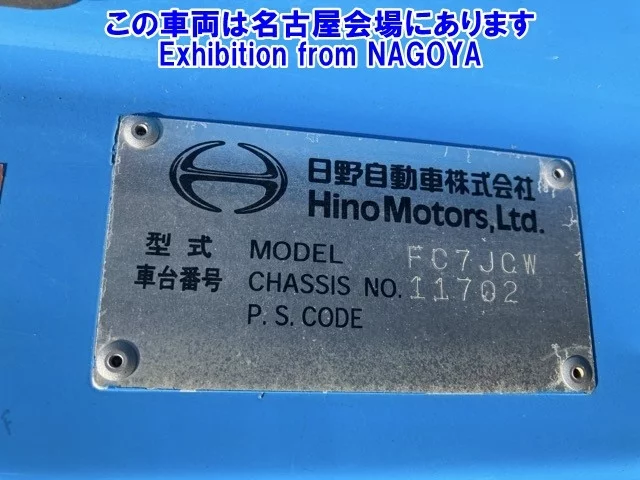 この車両は名古屋会場にあります
Exhibition from NAGOYA
日野自動車株式会社
Hino Motors, Ltd.
型式 MODEL FC7JCW
車台番号 CHASSIS NO. 11702
P. S. CODE